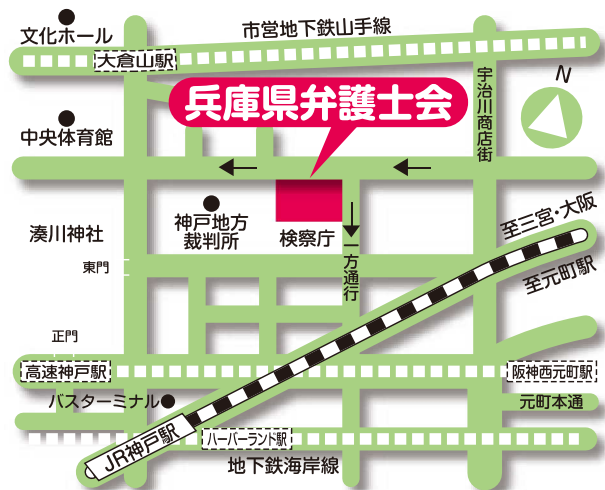 文化ホール
市営地下鉄山手線
大倉山駅
宇治川商店街
N
兵庫県弁護士会
中央体育館
神戸地方
裁判所
検察庁
湊川神社
東門
一方通行
至三宮・大阪
至元町駅
正門
高速神戸駅
阪神西元町駅
バスターミナル
元町本通
JR神戸駅
ハーバーランド駅
地下鉄海岸線